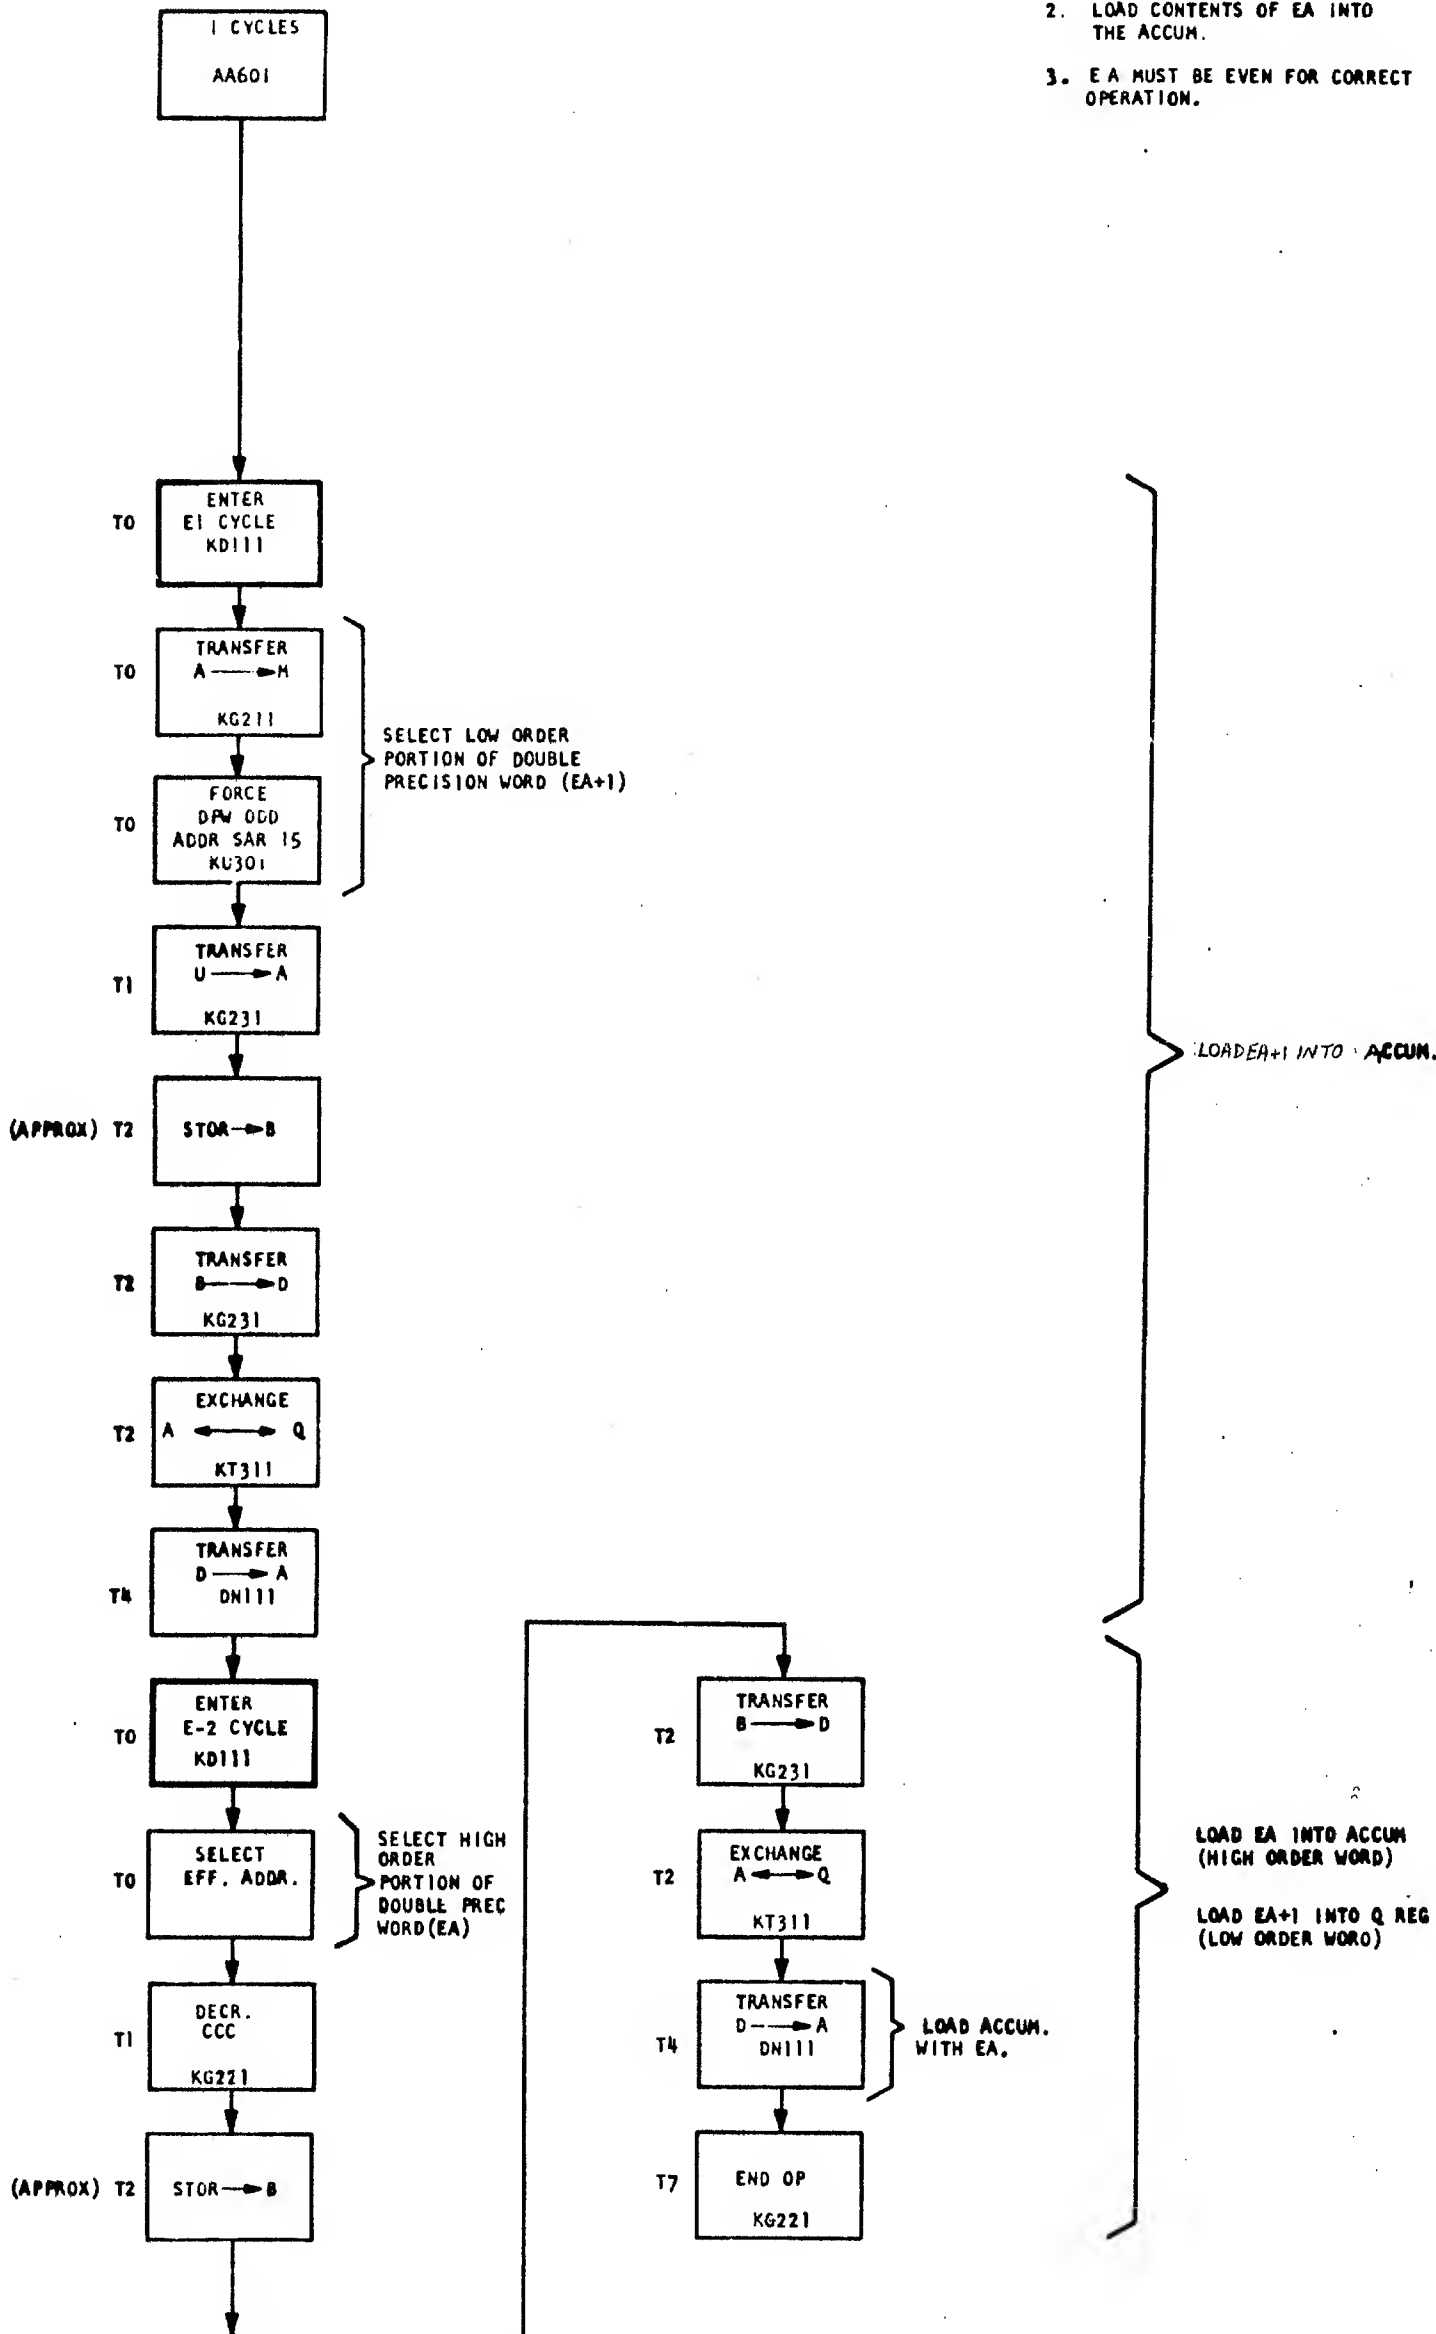 2. LOAD CONTENTS OF EA INTO
THE ACCUM.
3. EA MUST BE EVEN FOR CORRECT
OPERATION.
I CYCLES
AA601
T0
ENTER
E1 CYCLE
KD111
T0
TRANSFER
A → M
KG211
T0
FORCE
DPW ODD
ADDR SAR 15
KU301
SELECT LOW ORDER
PORTION OF DOUBLE
PRECISION WORD (EA+1)
T1
TRANSFER
U → A
KG231
(APPROX) T2
STOR → B
T2
TRANSFER
B → D
KG231
T2
EXCHANGE
A ↔ Q
KT311
T4
TRANSFER
D → A
DN111
LOAD EA+1 INTO ACCUM.
T0
ENTER
E-2 CYCLE
KD111
T0
SELECT
EFF. ADDR.
SELECT HIGH
ORDER
PORTION OF
DOUBLE PREC
WORD(EA)
T1
DECR.
CCC
KG221
(APPROX) T2
STOR → B
T2
TRANSFER
B → D
KG231
T2
EXCHANGE
A ↔ Q
KT311
T4
TRANSFER
D → A
DN111
LOAD ACCUM.
WITH EA.
T7
END OP
KG221
LOAD EA INTO ACCUM
(HIGH ORDER WORD)
LOAD EA+1 INTO Q REG
(LOW ORDER WORD)